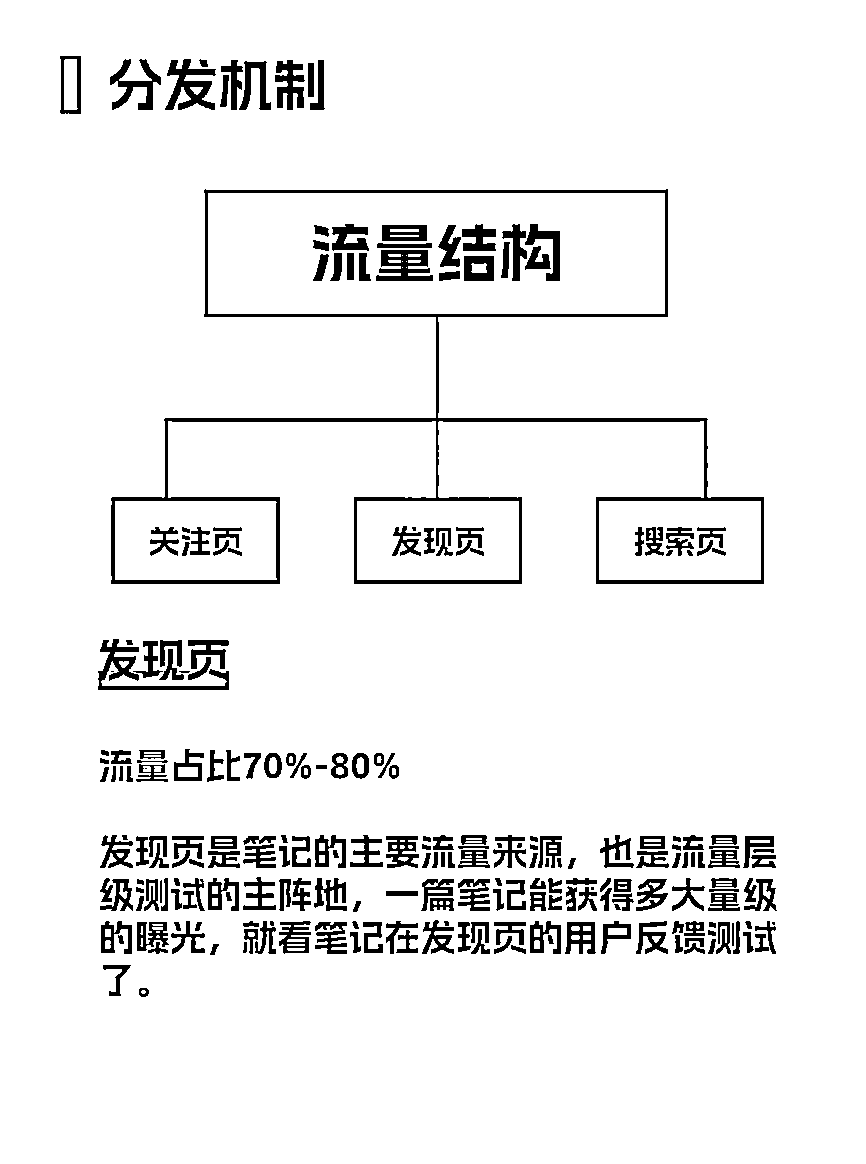 分发机制
流量结构
关注页
发现页
搜索页
发现页
流量占比70%-80%
发现页是笔记的主要流量来源，也是流量层
级测试的主阵地，一篇笔记能获得多大量级
的曝光，就看笔记在发现页的用户反馈测试
了。